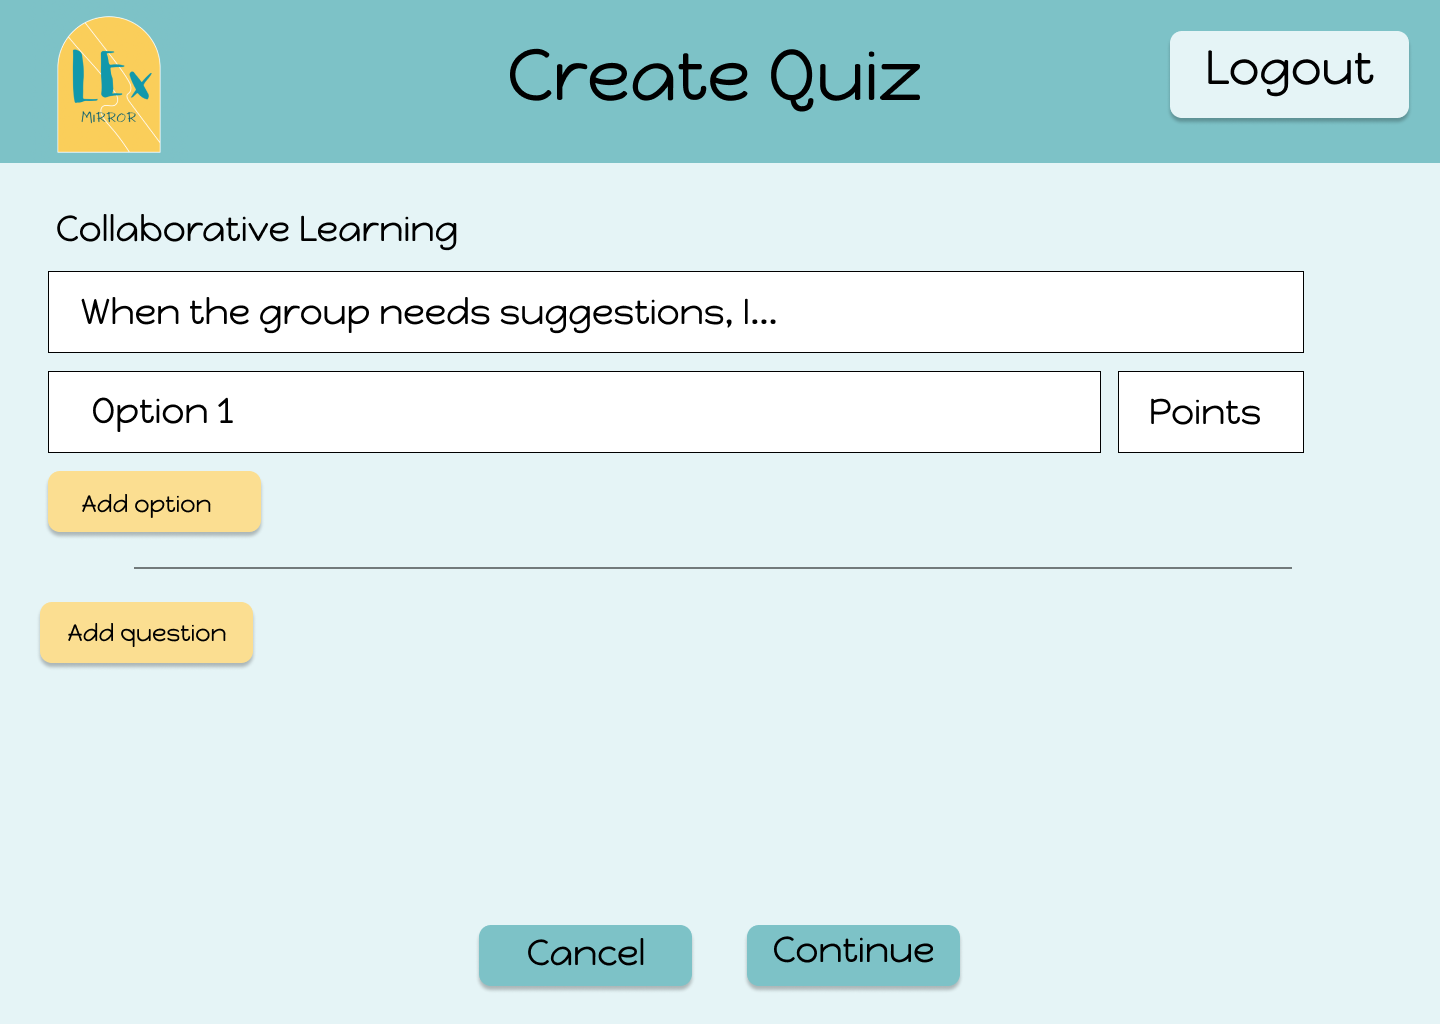 LEx
MIRROR
Create Quiz
Logout
Collaborative Learning
When the group needs suggestions, I...
Option 1
Points
Add option
Add question
Cancel
Continue